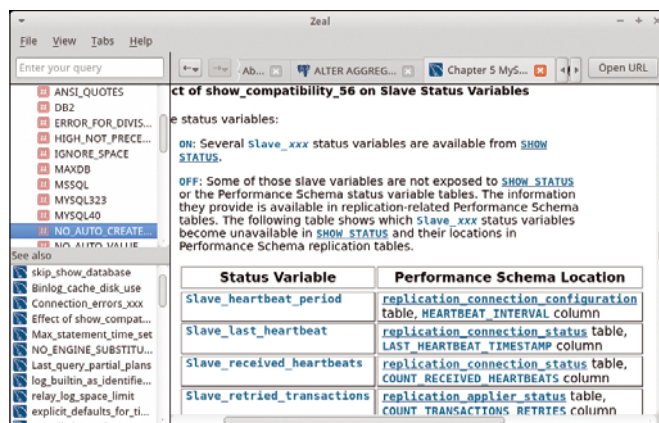 Zeal
File View Tabs Help
Enter your query
Ab...
ALTER AGGREG...
Chapter 5 MyS...
Open URL
ANSI_QUOTES
DB2
ERROR_FOR_DIVIS...
HIGH_NOT_PRECE...
IGNORE_SPACE
MAXDB
MSSQL
MYSQL323
MYSQL40
NO_AUTO_CREATE...
NO_AUTO_VALUE
See also
skip_show_database
Binlog_cache_disk_use
Connection_errors_xxx
Effect of show_compat...
Max_statement_time_set
NO_ENGINE_SUBSTITU...
Last_query_partial_plans
log_builtin_as_identifie...
relay_log_space_limit
explicit_defaults_for_ti...
ct of show_compatibility_56 on Slave Status Variables
e status variables:
ON: Several Slave_xxx status variables are available from SHOW
STATUS.
OFF: Some of those slave variables are not exposed to SHOW STATUS
or the Performance Schema status variable tables. The information
they provide is available in replication-related Performance Schema
tables. The following table shows which Slave_xxx status variables
become unavailable in SHOW STATUS and their locations in
Performance Schema replication tables.
Status Variable
Performance Schema Location
Slave_heartbeat_period
replication_connection_configuration
table, HEARTBEAT_INTERVAL column
Slave_last_heartbeat
replication_connection_status table,
LAST_HEARTBEAT_TIMESTAMP column
Slave_received_heartbeats
replication_connection_status table,
COUNT_RECEIVED_HEARTBEATS column
Slave_retried_transactions
replication_applier_status table,
COUNT_TRANSACTIONS_RETRIES column